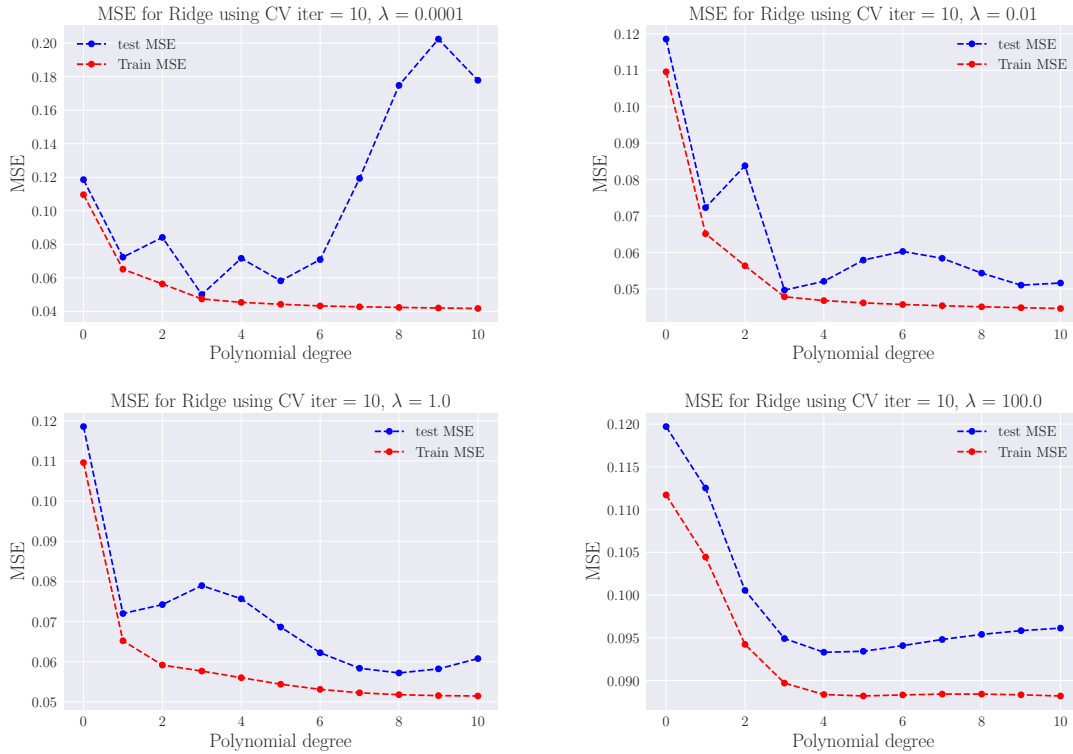 MSE for Ridge using CV iter = 10, λ = 0.0001
test MSE
Train MSE
0.20
0.18
0.16
0.14
0.12
0.10
0.08
0.06
0.04
MSE
0 2 4 6 8 10
Polynomial degree
MSE for Ridge using CV iter = 10, λ = 0.01
test MSE
Train MSE
0.12
0.11
0.10
0.09
0.08
0.07
0.06
0.05
MSE
0 2 4 6 8 10
Polynomial degree
MSE for Ridge using CV iter = 10, λ = 1.0
test MSE
Train MSE
0.12
0.11
0.10
0.09
0.08
0.07
0.06
0.05
MSE
0 2 4 6 8 10
Polynomial degree
MSE for Ridge using CV iter = 10, λ = 100.0
test MSE
Train MSE
0.120
0.115
0.110
0.105
0.100
0.095
0.090
MSE
0 2 4 6 8 10
Polynomial degree